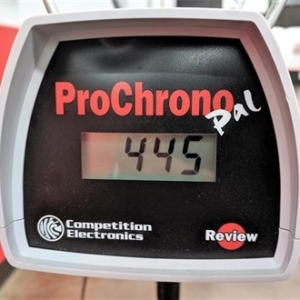 ProChrono
Pal
445
Competition
Electronics
Review